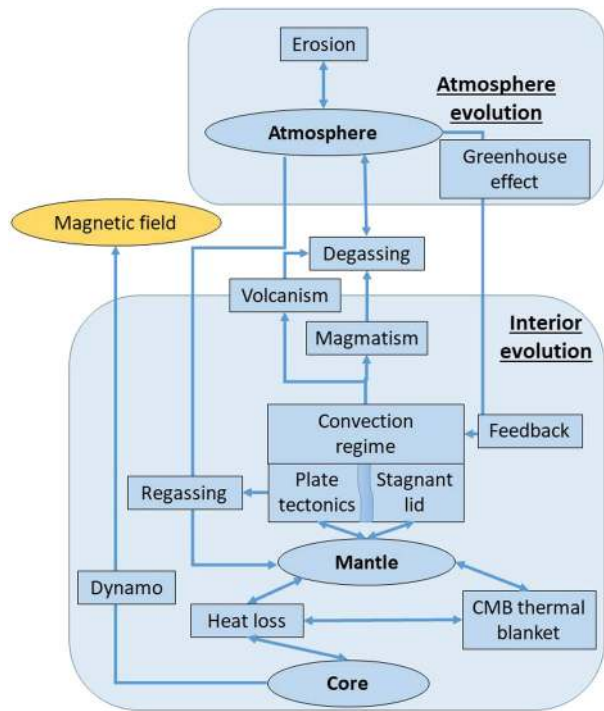 Erosion
Atmosphere
evolution
Atmosphere
Greenhouse
effect
Magnetic field
Degassing
Volcanism
Magmatism
Interior
evolution
Convection
regime
Feedback
Plate
tectonics
Stagnant
lid
Regassing
Mantle
Dynamo
Heat loss
CMB thermal
blanket
Core